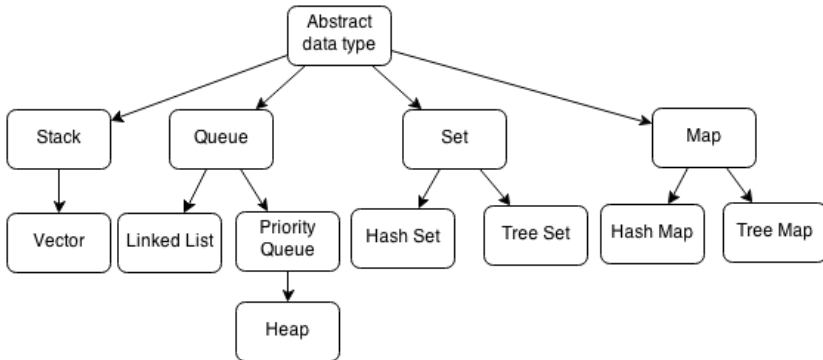 Abstract
data type
Stack
Queue
Set
Map
Vector
Linked List
Priority
Queue
Hash Set
Tree Set
Hash Map
Tree Map
Heap